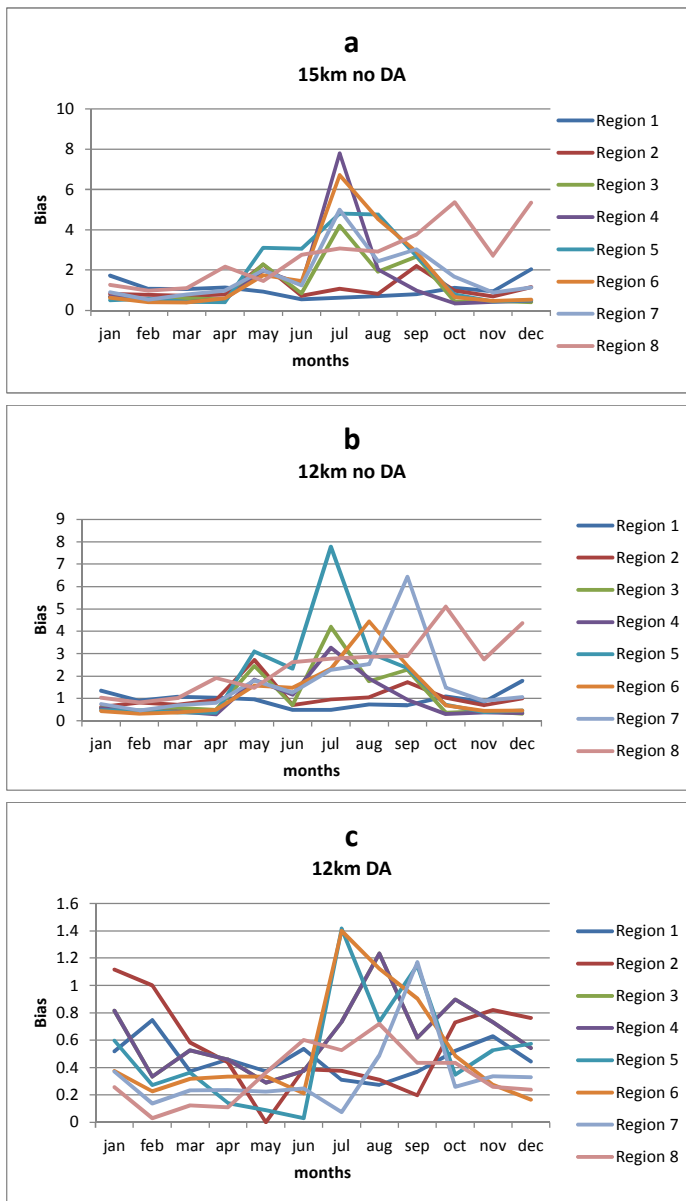 a
15km no DA
10
8
6
4
2
0
Bias
jan feb mar apr may jun jul aug sep oct nov dec
months
Region 1
Region 2
Region 3
Region 4
Region 5
Region 6
Region 7
Region 8
b
12km no DA
9
8
7
6
5
4
3
2
1
0
Bias
jan feb mar apr may jun jul aug sep oct nov dec
months
Region 1
Region 2
Region 3
Region 4
Region 5
Region 6
Region 7
Region 8
c
12km DA
1.6
1.4
1.2
1
0.8
0.6
0.4
0.2
0
Bias
jan feb mar apr may jun jul aug sep oct nov dec
months
Region 1
Region 2
Region 3
Region 4
Region 5
Region 6
Region 7
Region 8